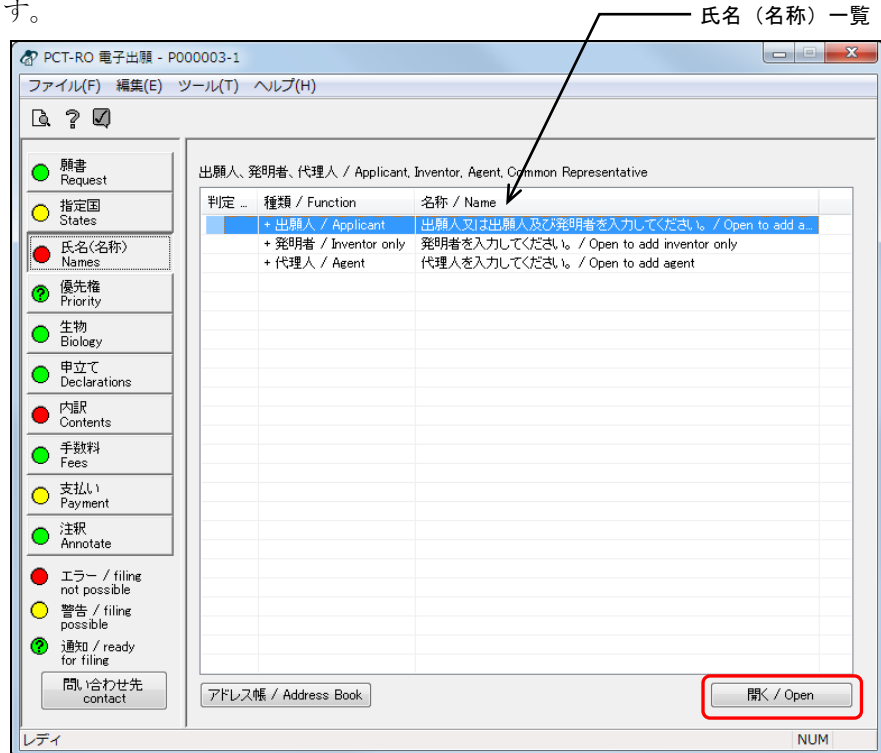 す。
氏名（名称）一覧
PCT-RO 電子出願 - P000003-1
ファイル(F) 編集(E) ツール(T) ヘルプ(H)
願書
Request
指定国
States
氏名(名称)
Names
優先権
Priority
生物
Biology
申立て
Declarations
内訳
Contents
手数料
Fees
支払い
Payment
注釈
Annotate
エラー / filing
not possible
警告 / filing
possible
通知 / ready
for filing
問い合わせ先
contact
出願人、発明者、代理人 / Applicant, Inventor, Agent, Common Representative
判定 ... 種類 / Function 名称 / Name
+ 出願人 / Applicant 出願人又は出願人及び発明者を入力してください。 / Open to add a...
+ 発明者 / Inventor only 発明者を入力してください。 / Open to add inventor only
+ 代理人 / Agent 代理人を入力してください。 / Open to add agent
アドレス帳 / Address Book
開く / Open
レディ
NUM